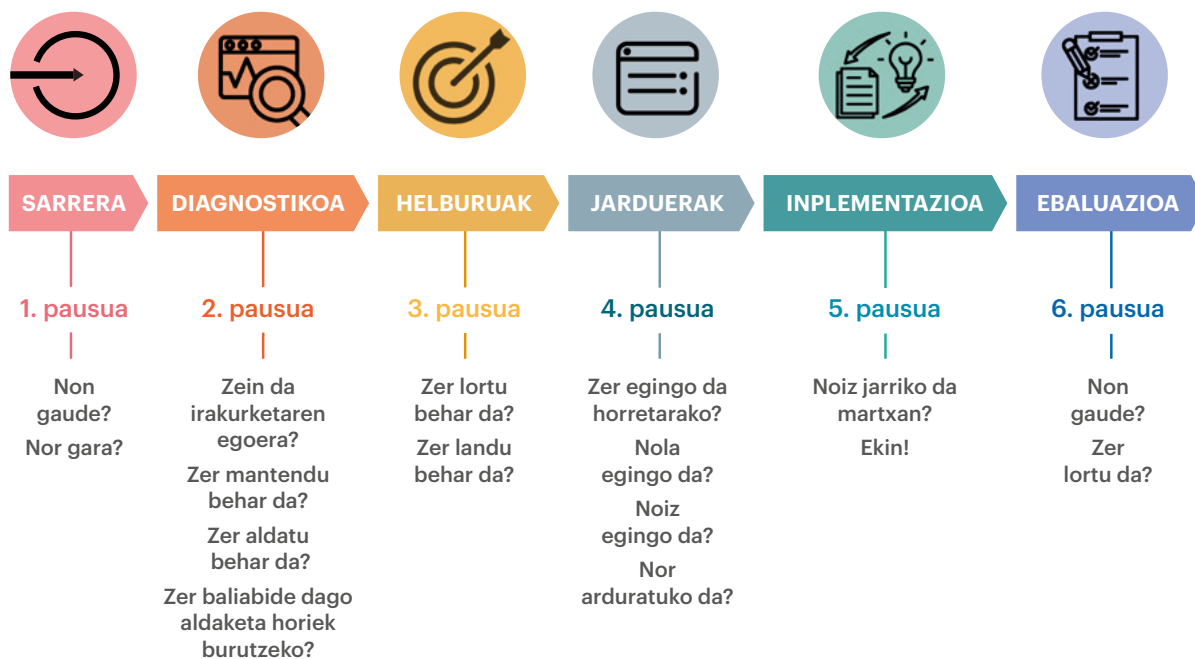 SARRERA
DIAGNOSTIKOA
HELBURUAK
JARDUERAK
INPLEMENTAZIOA
EBALUAZIOA
1. pausua
2. pausua
3. pausua
4. pausua
5. pausua
6. pausua
Non
gaude?
Nor gara?
Zein da
irakurketaren
egoera?
Zer mantendu
behar da?
Zer aldatu
behar da?
Zer baliabide dago
aldaketa horiek
burutzeko?
Zer lortu
behar da?
Zer landu
behar da?
Zer egingo da
horretarako?
Nola
egingo da?
Noiz
egingo da?
Nor
arduratuko da?
Noiz jarriko da
martxan?
Ekin!
Non
gaude?
Zer
lortu da?